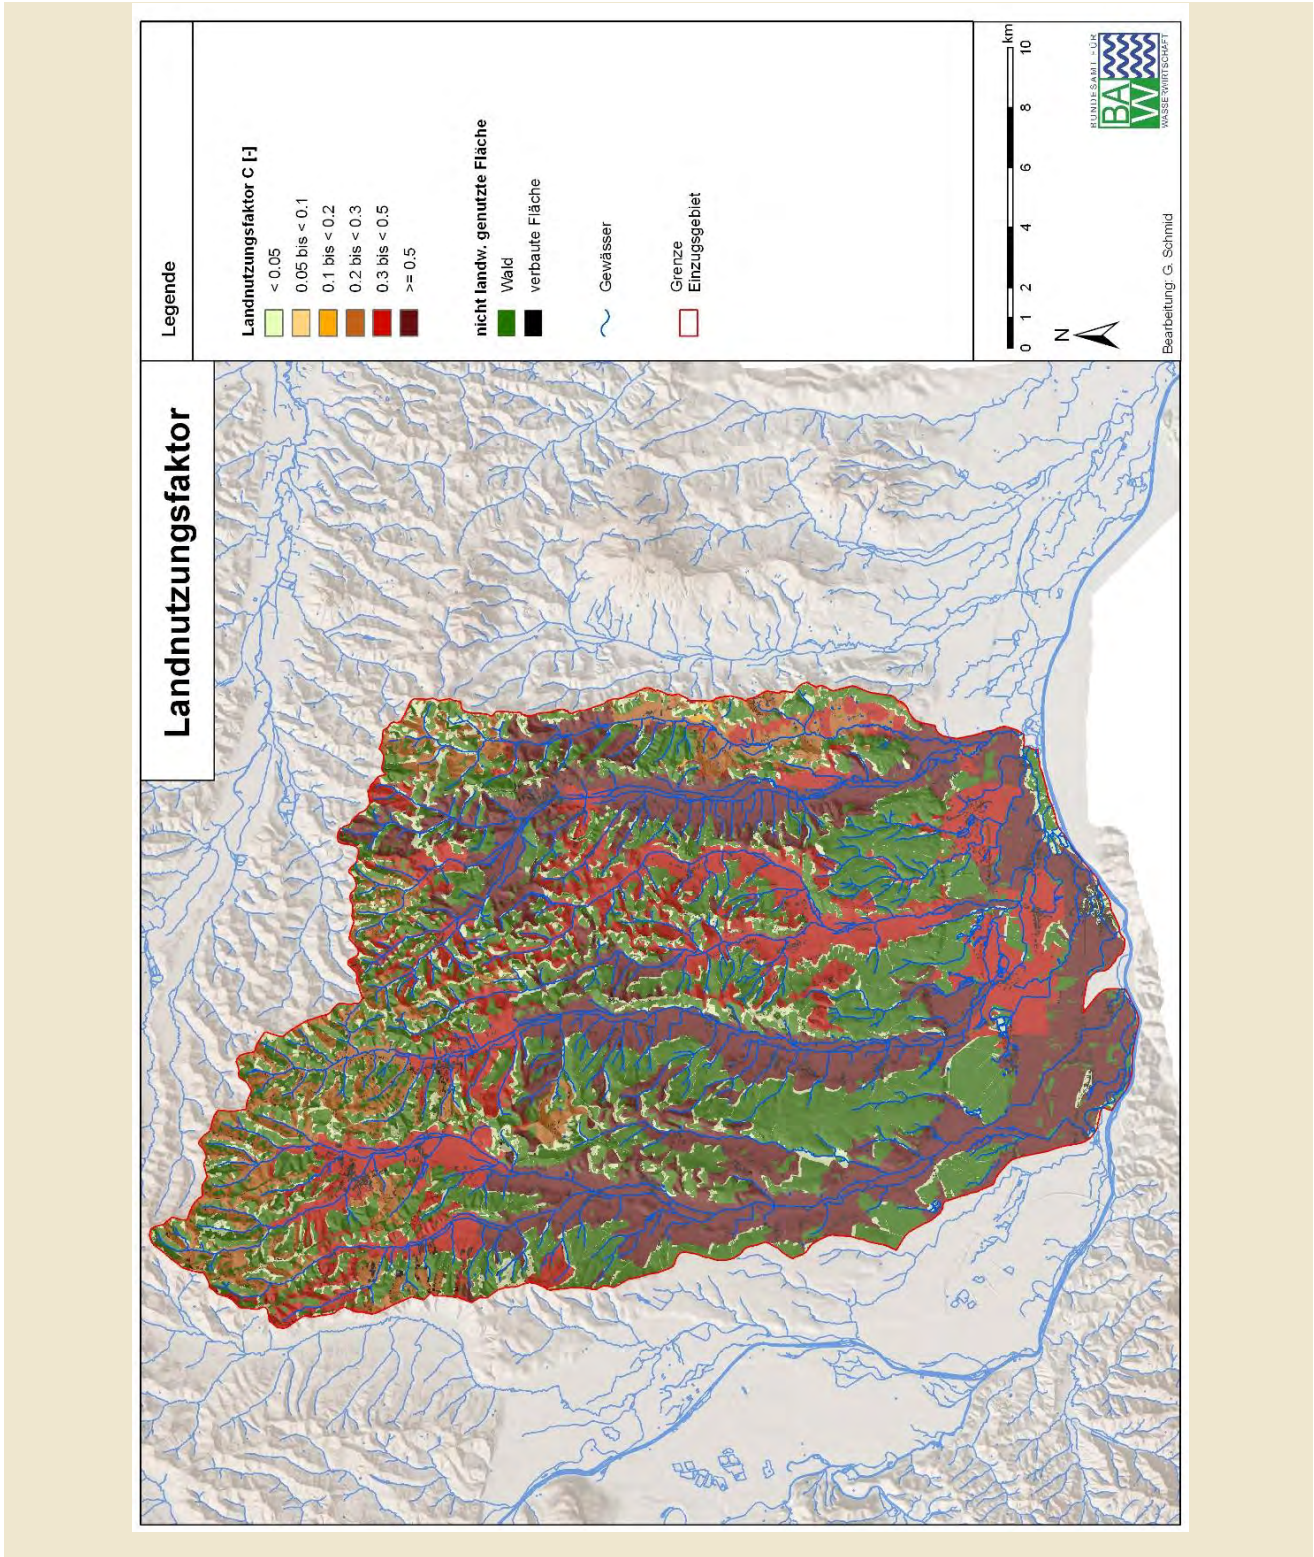 Landnutzungsfaktor
Legende
Landnutzungsfaktor C [-]
< 0.05
0.05 bis < 0.1
0.1 bis < 0.2
0.2 bis < 0.3
0.3 bis < 0.5
>= 0.5
nicht landw. genutzte Fläche
Wald
verbaute Fläche
Gewässer
Grenze
Einzugsgebiet
km
0 1 2 4 6 8 10
N
Bearbeitung: G. Schmid
BUNDESAMT FÜR
BAW
WASSERWIRTSCHAFT